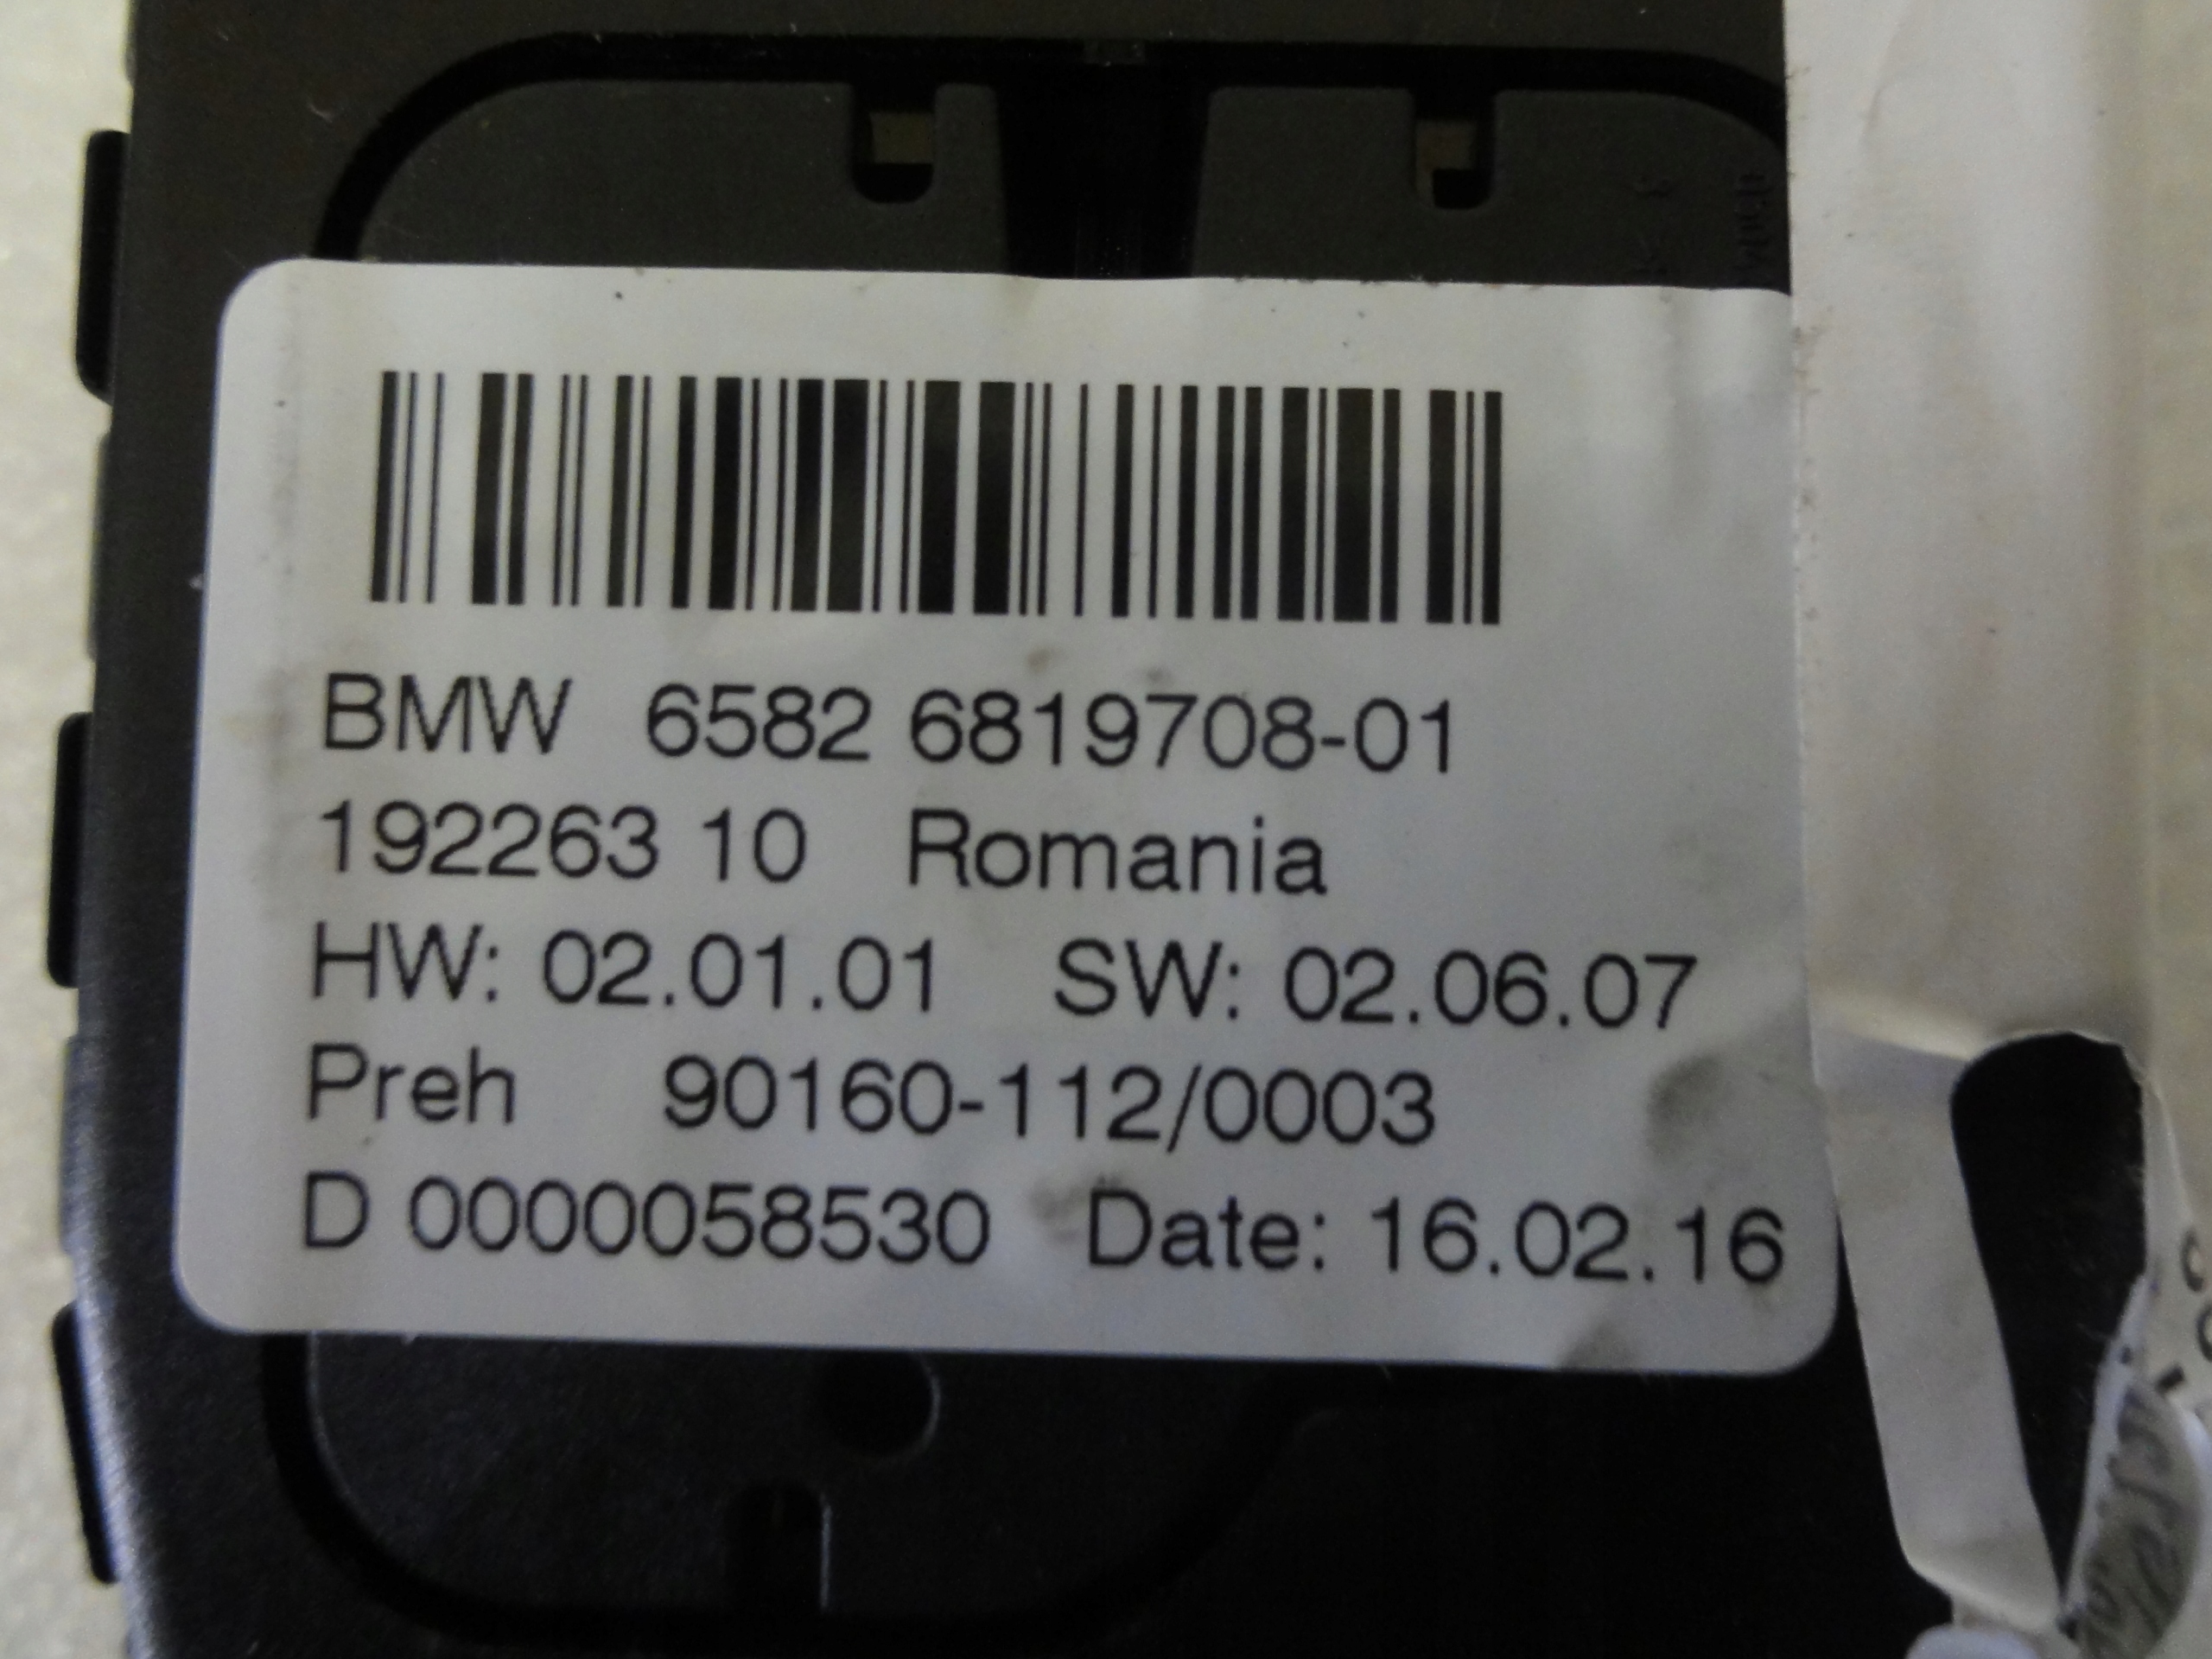 BMW 6582 6819708-01
192263 10 Romania
HW: 02.01.01 SW: 02.06.07
Preh 90160-112/0003
D 0000058530 Date: 16.02.16